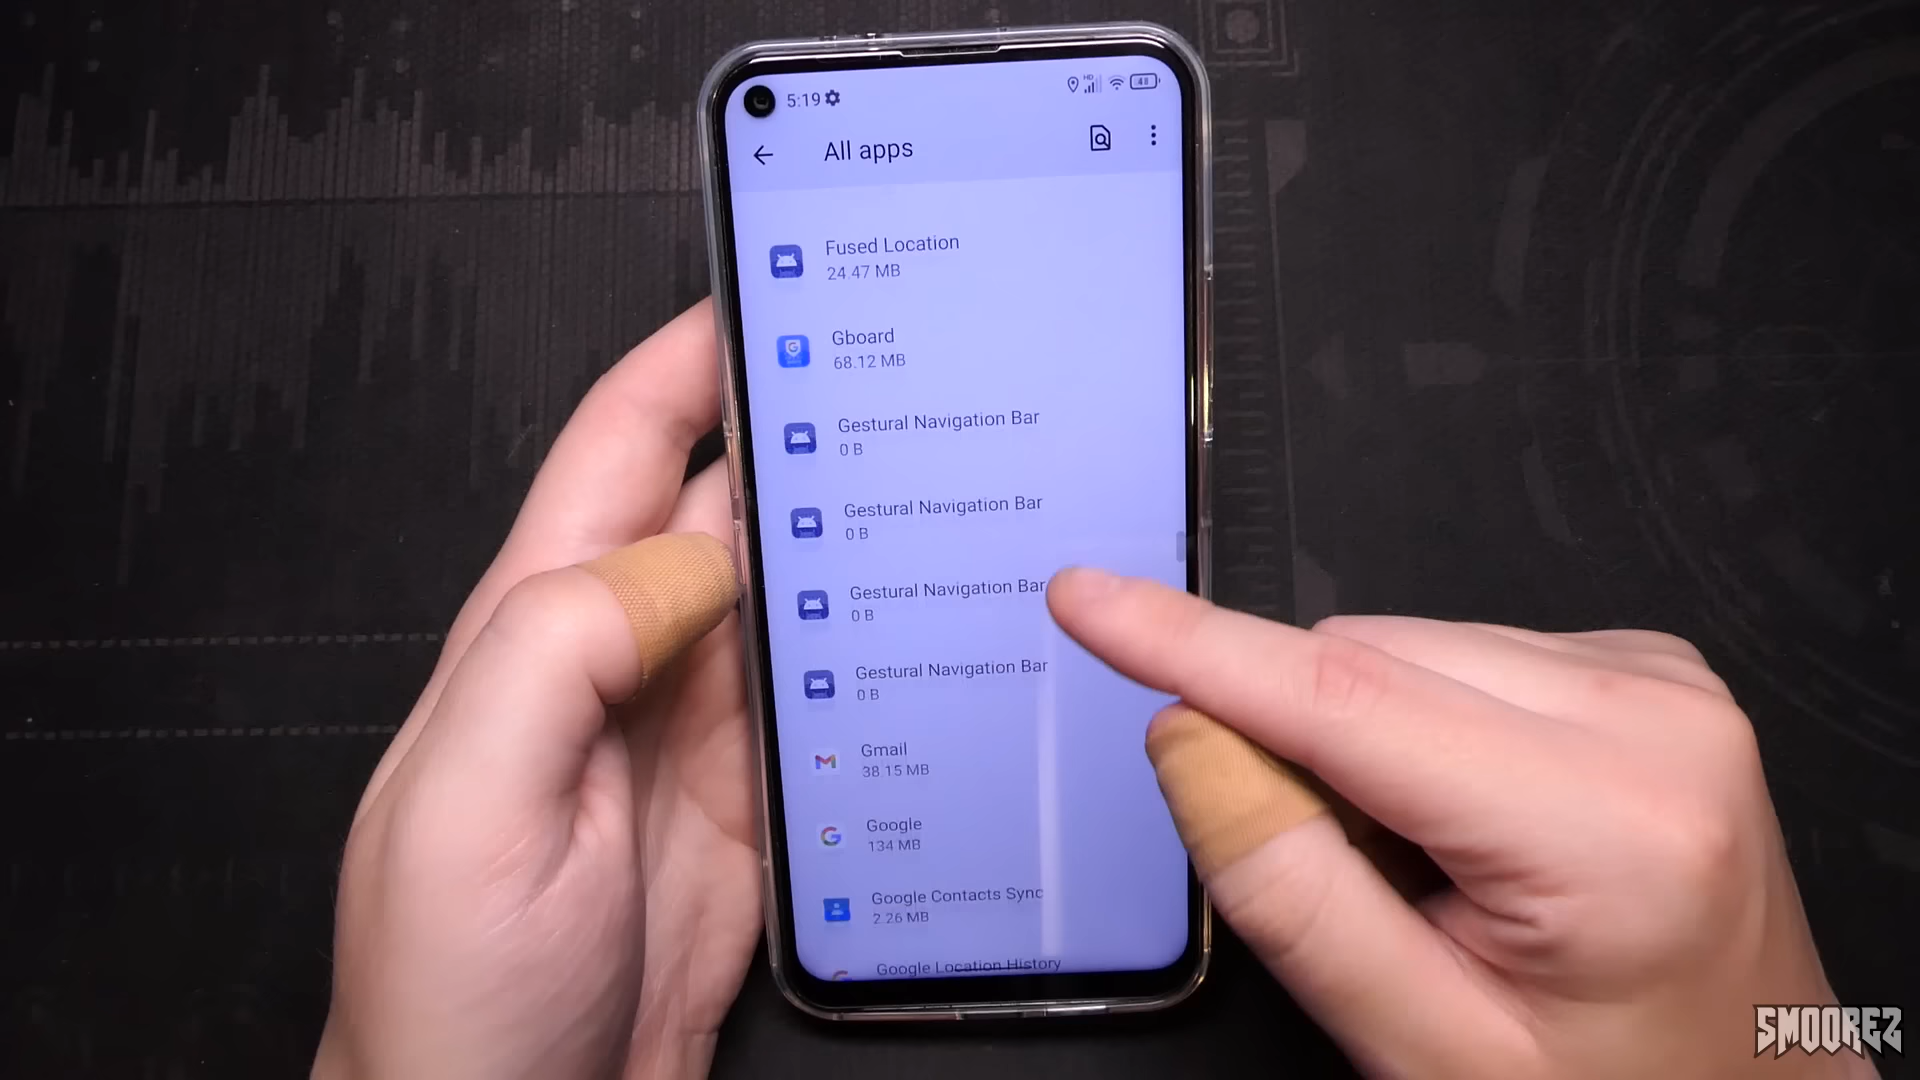 5:19
HD
48
All apps
Fused Location
24.47 MB
Gboard
68.12 MB
Gestural Navigation Bar
0 B
Gestural Navigation Bar
0 B
Gestural Navigation Bar
0 B
Gestural Navigation Bar
0 B
Gmail
38.15 MB
Google
134 MB
Google Contacts Sync
2.26 MB
Google Location History
SMOOREZ